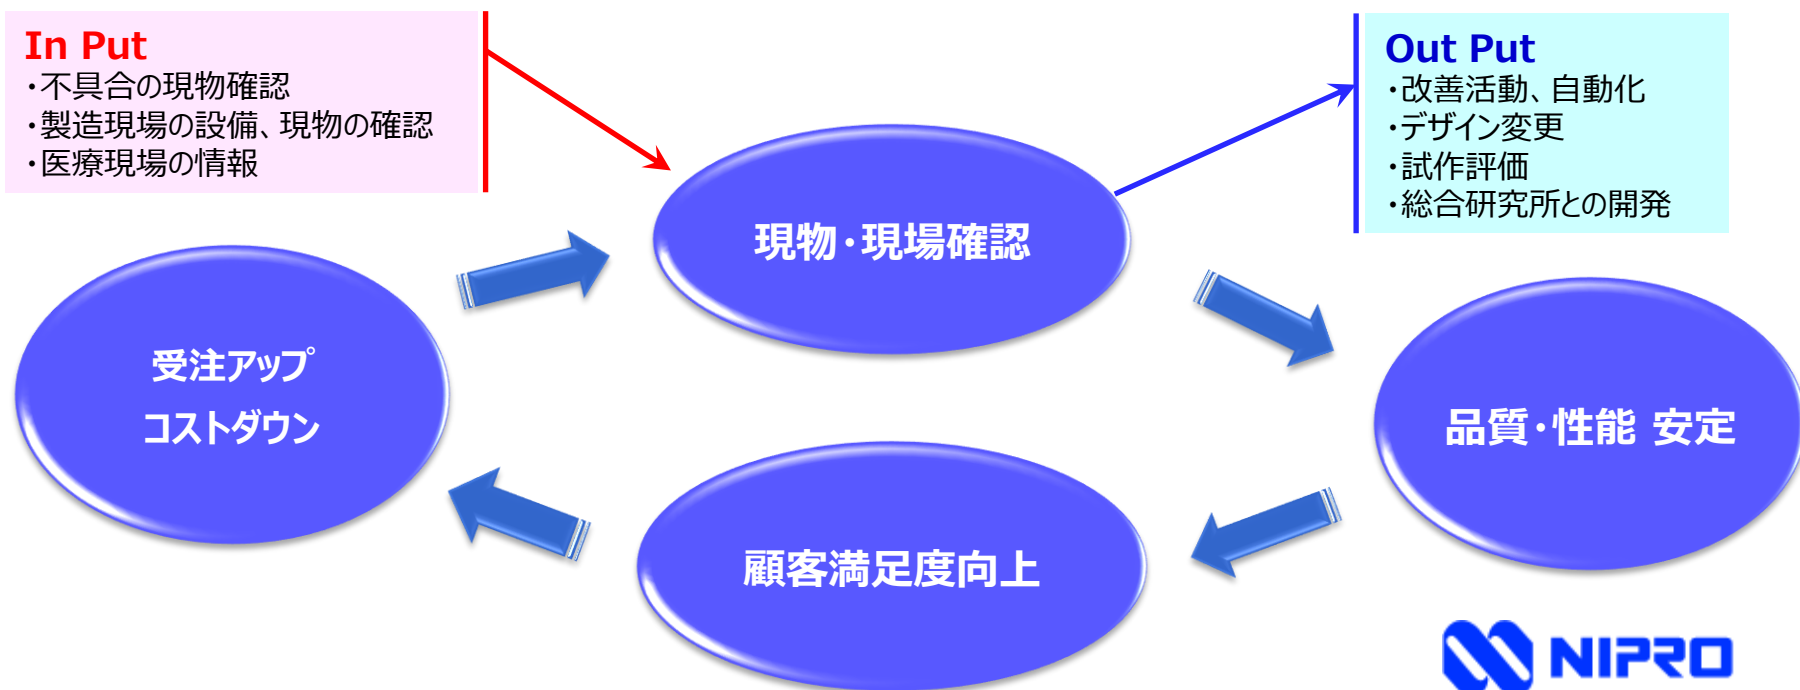 In Put
・不具合の現物確認
・製造現場の設備、現物の確認
・医療現場の情報
Out Put
・改善活動、自動化
・デザイン変更
・試作評価
・総合研究所との開発
現物・現場確認
受注アップ
コストダウン
品質・性能 安定
顧客満足度向上
NIPRO